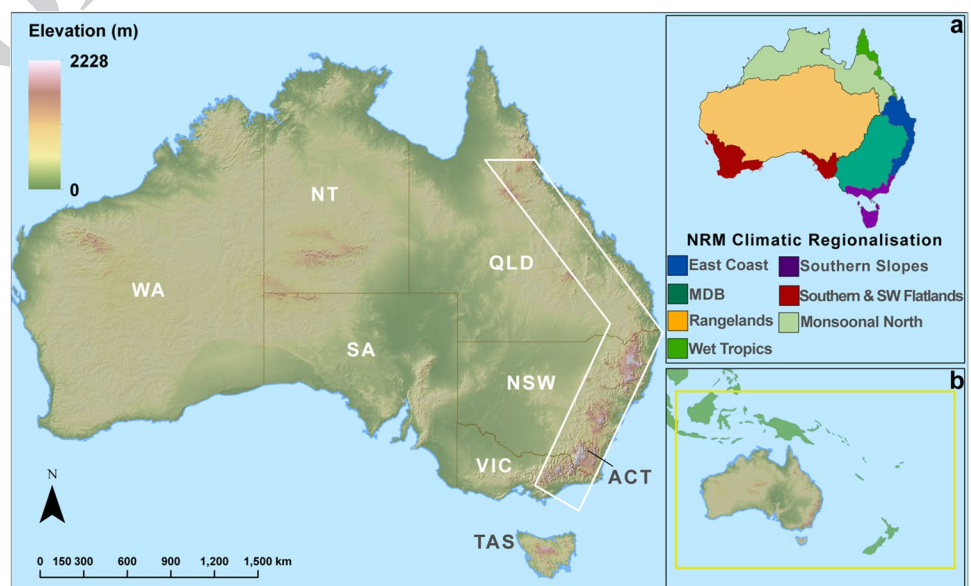 Elevation (m)
2228
0
WA
NT
SA
QLD
NSW
VIC
ACT
TAS
N
0 150 300 600 900 1,200 1,500 km
a
NRM Climatic Regionalisation
East Coast
Southern Slopes
MDB
Southern & SW Flatlands
Rangelands
Monsoonal North
Wet Tropics
b